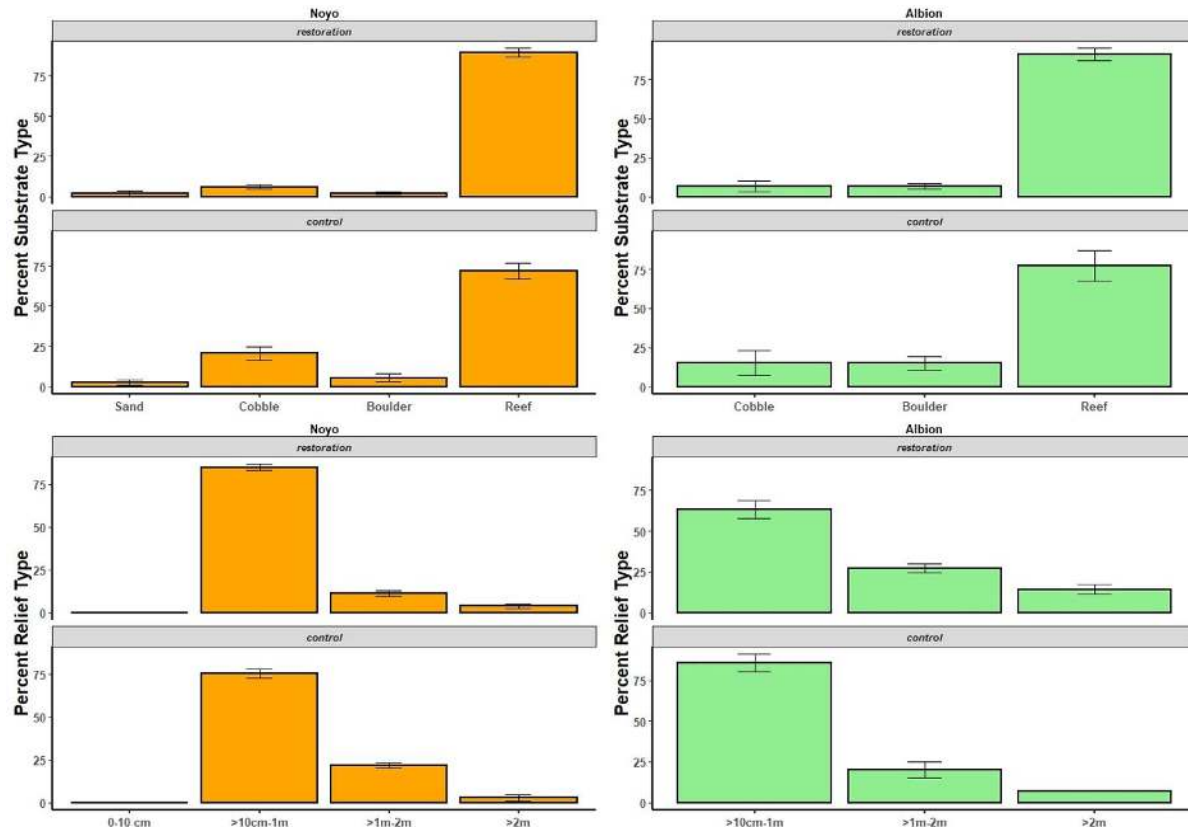 Noyo
restoration
Percent Substrate Type
75
50
25
0
control
75
50
25
0
Sand Cobble Boulder Reef
Albion
restoration
Percent Substrate Type
75
50
25
0
control
75
50
25
0
Cobble Boulder Reef
Noyo
restoration
Percent Relief Type
75
50
25
0
control
75
50
25
0
0-10 cm >10cm-1m >1m-2m >2m
Albion
restoration
Percent Relief Type
75
50
25
0
control
75
50
25
0
>10cm-1m >1m-2m >2m